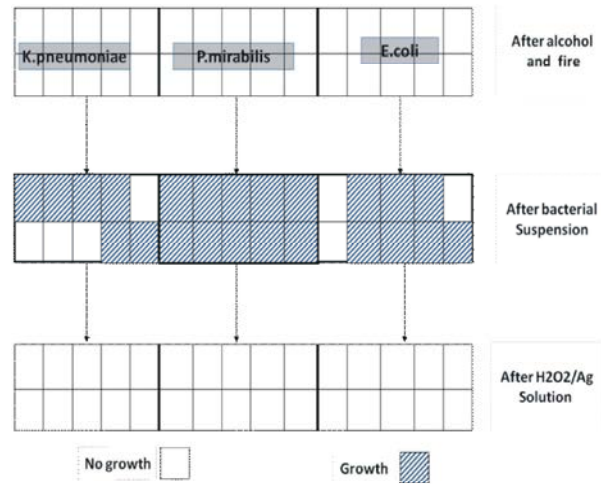 K.pneumoniae
P.mirabilis
E.coli
After alcohol
and fire
After bacterial
Suspension
After H2O2/Ag
Solution
No growth
Growth